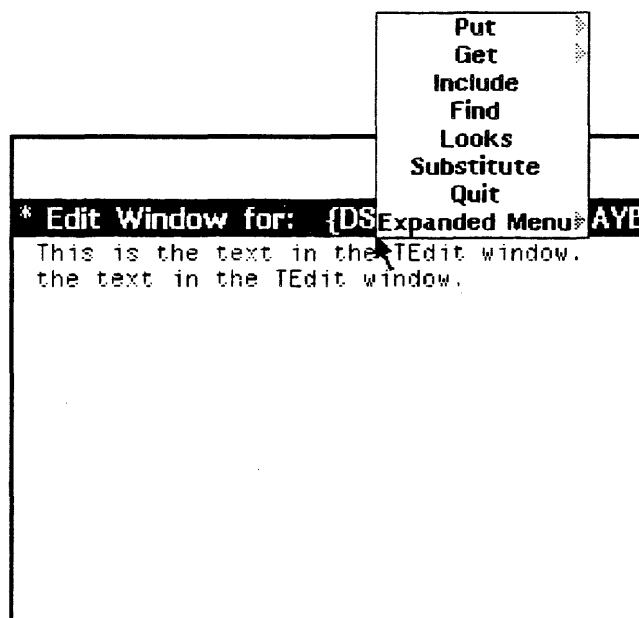 Put
Get
Include
Find
Looks
Substitute
Quit
Expanded Menu
* Edit Window for: {DS AYB
This is the text in the TEdit window.
the text in the TEdit window.